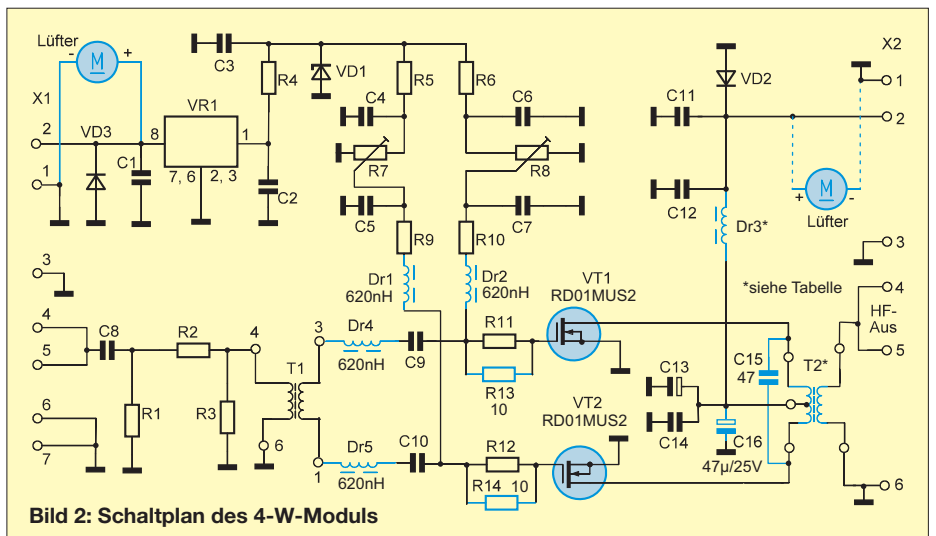 Lüfter
-
M
+
X1
2
1
VD3
C1
8
VR1
1
7, 6
2, 3
C2
C3
R4
VD1
R5
R6
C4
C6
R7
R8
C5
C7
R9
R10
Dr1
620nH
Dr2
620nH
VD2
C11
C12
Dr3*
X2
1
2
M
+
-
Lüfter
3
*siehe Tabelle
4
HF-
Aus
5
6
3
4
5
6
7
C8
R1
R2
R3
4
6
T1
3
1
Dr4
620nH
Dr5
620nH
C9
C10
R11
R13
10
R12
R14
10
VT1
RD01MUS2
VT2
RD01MUS2
C13
C14
C15
47
C16
47µ/25V
T2*
Bild 2: Schaltplan des 4-W-Moduls